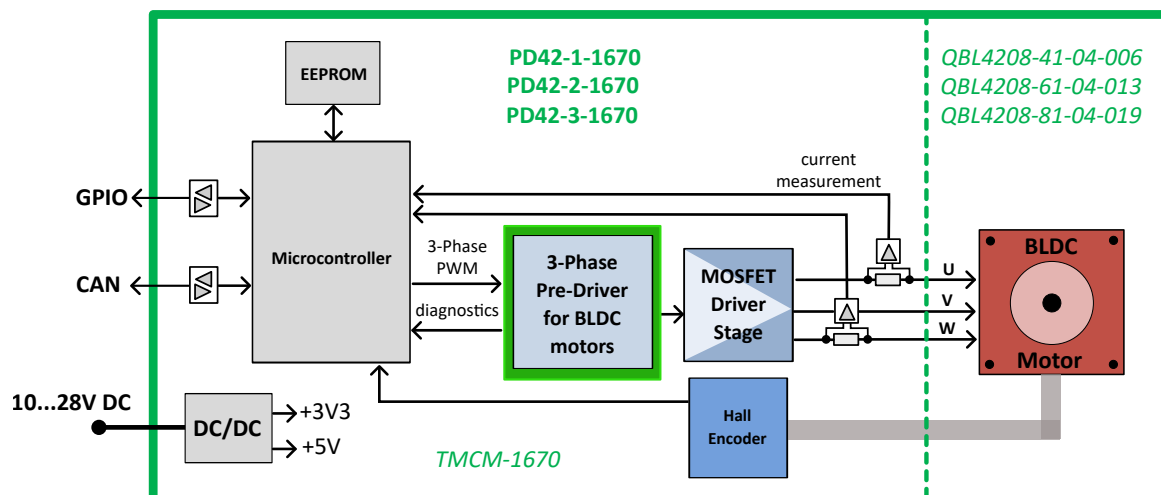 PD42-1-1670
PD42-2-1670
PD42-3-1670
QBL4208-41-04-006
QBL4208-61-04-013
QBL4208-81-04-019
EEPROM
current
measurement
GPIO
Microcontroller
3-Phase
PWM
3-Phase
Pre-Driver
for BLDC
motors
MOSFET
Driver
Stage
U
V
W
BLDC
Motor
CAN
diagnostics
10...28V DC
DC/DC
+3V3
+5V
Hall
Encoder
TMCM-1670